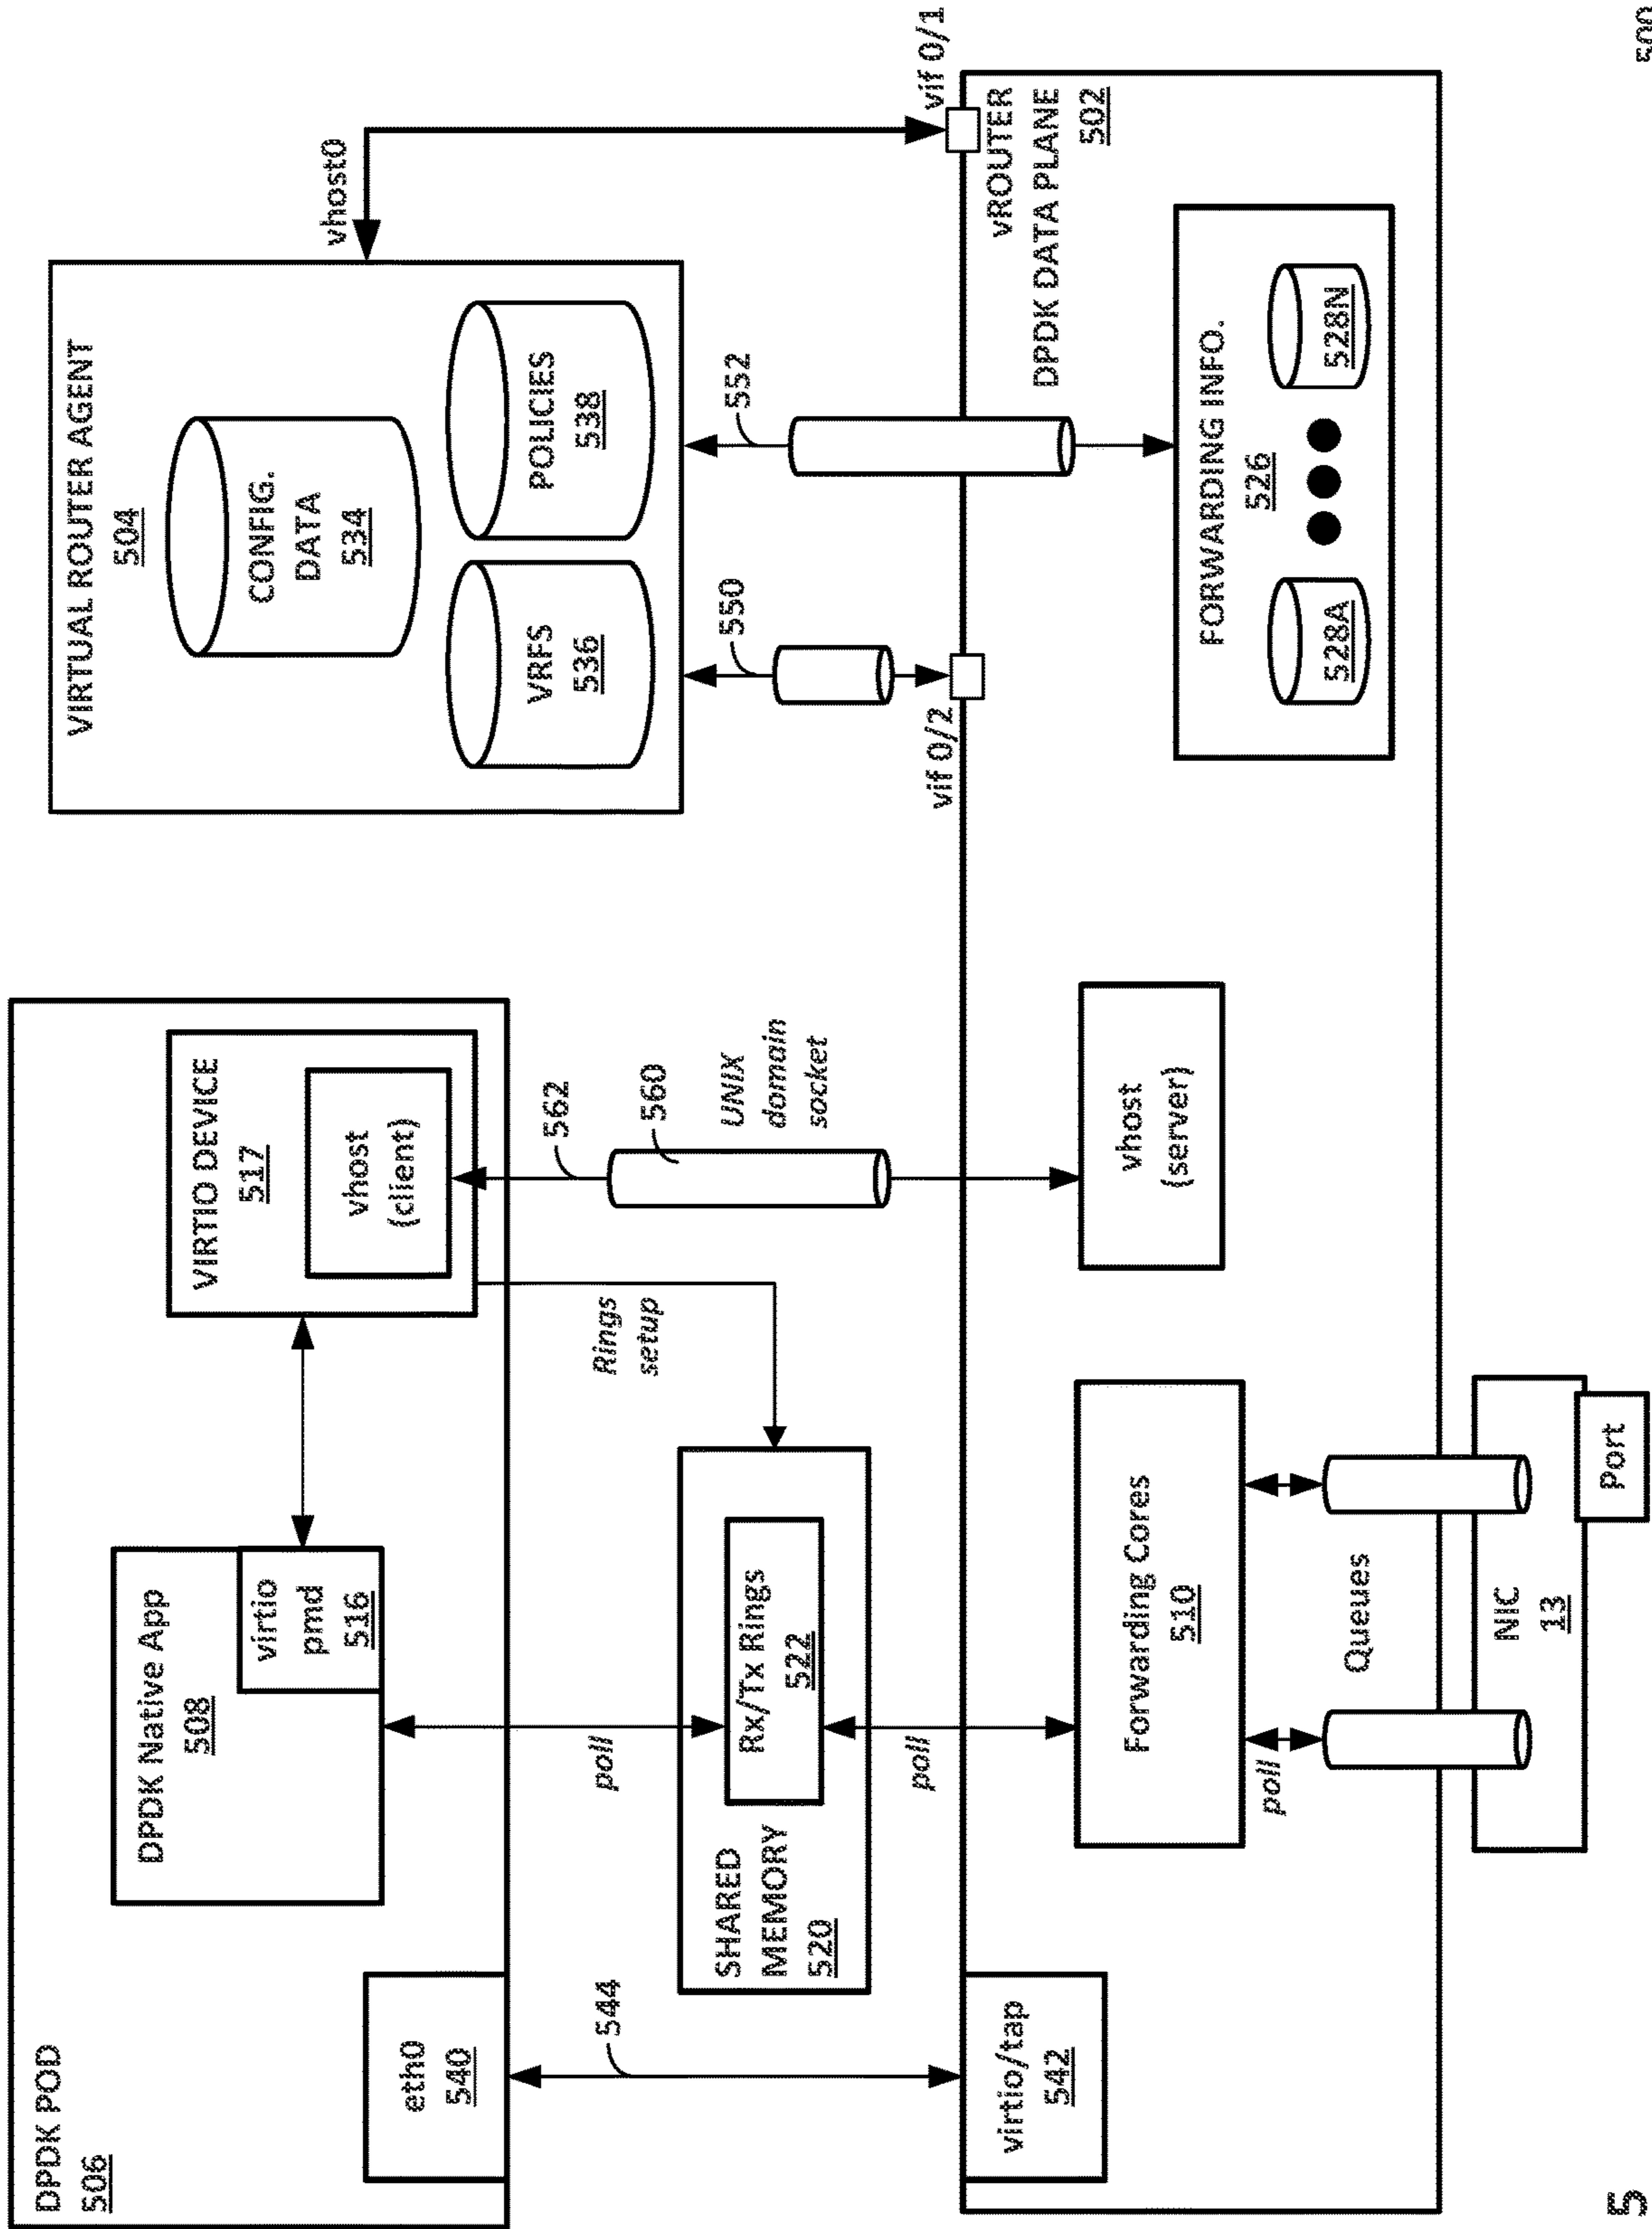 DPDK POD
506
DPDK Native App
508
virtio
pmd
516
VIRTIO DEVICE
517
vhost
(client)
eth0
540
VIRTUAL ROUTER AGENT
504
CONFIG.
DATA
534
VRFS
536
POLICIES
538
vhost0
544
poll
Rings
setup
562
560
UNIX
domain
socket
550
552
SHARED
MEMORY
520
Rx/Tx Rings
522
poll
vif 0/2
vif 0/1
virtio/tap
542
Forwarding Cores
510
vhost
(server)
vROUTER
DPDK DATA PLANE
502
FORWARDING INFO.
526
528A
528N
poll
Queues
NIC
13
Port
5
500